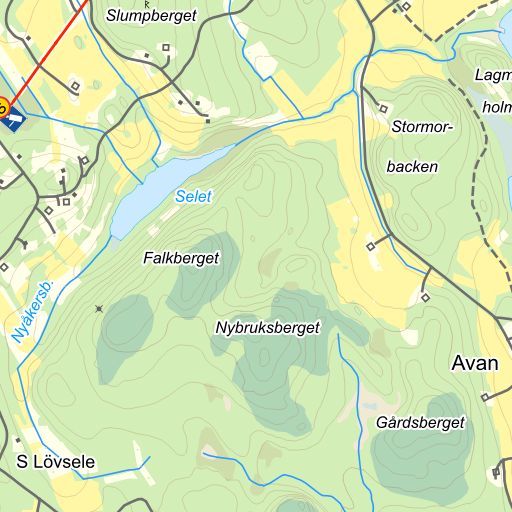 Slumpberget
Lagm
holm
Stormor-
backen
Selet
Falkberget
Nyåkersb.
Nybruksberget
Avan
Gårdsberget
S Lövsele